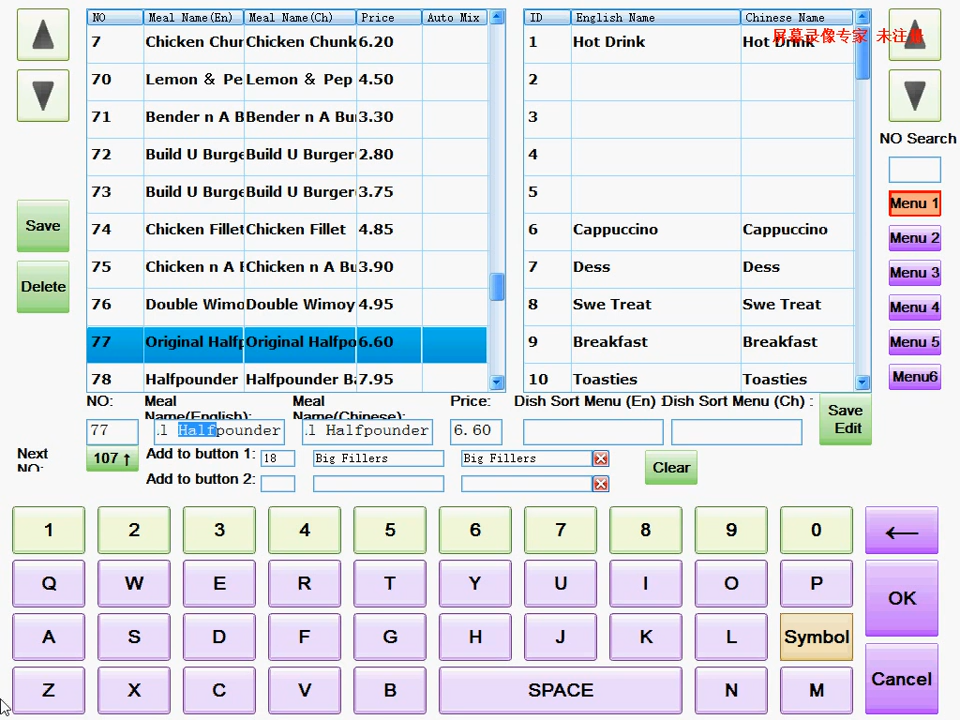 NO Meal Name(En) Meal Name(Ch) Price Auto Mix
7 Chicken Chur Chicken Chunk 6.20
70 Lemon & Pe Lemon & Pep 4.50
71 Bender n A B Bender n A Bu 3.30
72 Build U Burge Build U Burger 2.80
73 Build U Burge Build U Burger 3.75
74 Chicken Fillet Chicken Fillet 4.85
75 Chicken n A B Chicken n A Bu 3.90
76 Double Wimo Double Wimoy 4.95
77 Original Halfp Original Halfpo 6.60
78 Halfpounder Halfpounder Ba 7.95
ID English Name Chinese Name
1 Hot Drink Hot Drink
2
3
4
5
6 Cappuccino Cappuccino
7 Dess Dess
8 Swe Treat Swe Treat
9 Breakfast Breakfast
10 Toasties Toasties
屏幕录像专家 未注册
NO Search
Menu 1
Menu 2
Menu 3
Menu 4
Menu 5
Menu6
Save
Delete
NO: Meal Name(English): Meal Name(Chinese): Price: Dish Sort Menu (En) : Dish Sort Menu (Ch) :
77 .l Halfpounder .l Halfpounder 6.60
Save Edit
Next NO: 107 ↑ Add to button 1: 18 Big Fillers Big Fillers
Add to button 2:
Clear
1 2 3 4 5 6 7 8 9 0 ←
Q W E R T Y U I O P OK
A S D F G H J K L Symbol
Z X C V B SPACE N M Cancel